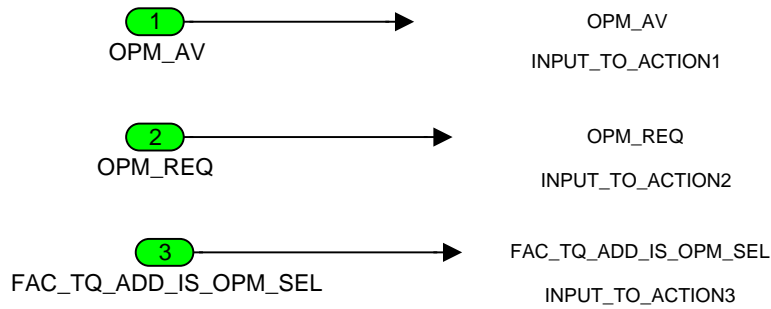 1
OPM_AV
OPM_AV
INPUT_TO_ACTION1
2
OPM_REQ
OPM_REQ
INPUT_TO_ACTION2
3
FAC_TQ_ADD_IS_OPM_SEL
FAC_TQ_ADD_IS_OPM_SEL
INPUT_TO_ACTION3